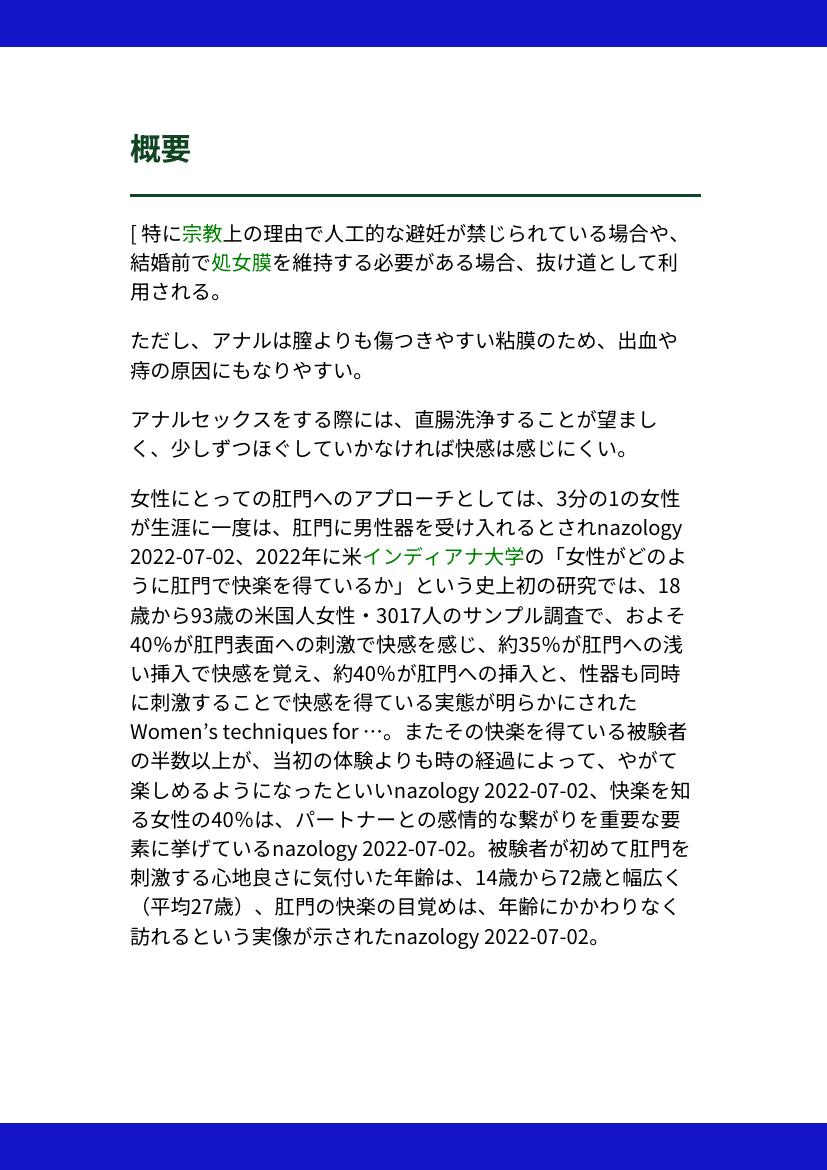 概要
[ 特に宗教上の理由で人工的な避妊が禁じられている場合や、
結婚前で処女膜を維持する必要がある場合、抜け道として利
用される。
ただし、アナルは膣よりも傷つきやすい粘膜のため、出血や
痔の原因にもなりやすい。
アナルセックスをする際には、直腸洗浄することが望まし
く、少しずつほぐしていかなければ快感は感じにくい。
女性にとっての肛門へのアプローチとしては、3分の1の女性
が生涯に一度は、肛門に男性器を受け入れるとされnazology
2022-07-02、2022年に米インディアナ大学の「女性がどのよ
うに肛門で快楽を得ているか」という史上初の研究では、18
歳から93歳の米国人女性・3017人のサンプル調査で、およそ
40%が肛門表面への刺激で快感を感じ、約35%が肛門への浅
い挿入で快感を覚え、約40%が肛門への挿入と、性器も同時
に刺激することで快感を得ている実態が明らかにされた
Women’s techniques for …。またその快楽を得ている被験者
の半数以上が、当初の体験よりも時の経過によって、やがて
楽しめるようになったといいnazology 2022-07-02、快楽を知
る女性の40%は、パートナーとの感情的な繋がりを重要な要
素に挙げているnazology 2022-07-02。被験者が初めて肛門を
刺激する心地良さに気付いた年齢は、14歳から72歳と幅広く
（平均27歳）、肛門の快楽の目覚めは、年齢にかかわりなく
訪れるという実像が示されたnazology 2022-07-02。